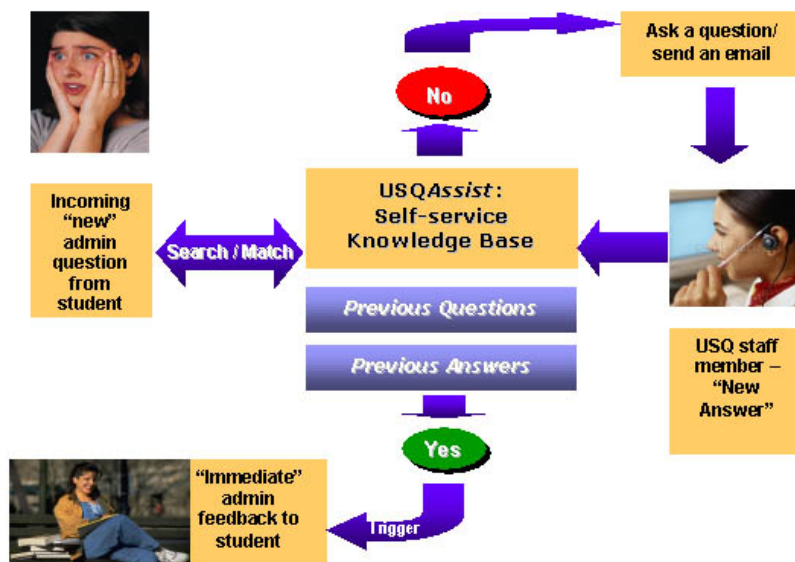 Ask a question/
send an email
No
USQAssist:
Self-service
Knowledge Base
Incoming
“new”
admin
question
from
student
Search / Match
Previous Questions
Previous Answers
USQ staff
member –
“New
Answer”
Yes
“Immediate”
admin
feedback to
student
Trigger